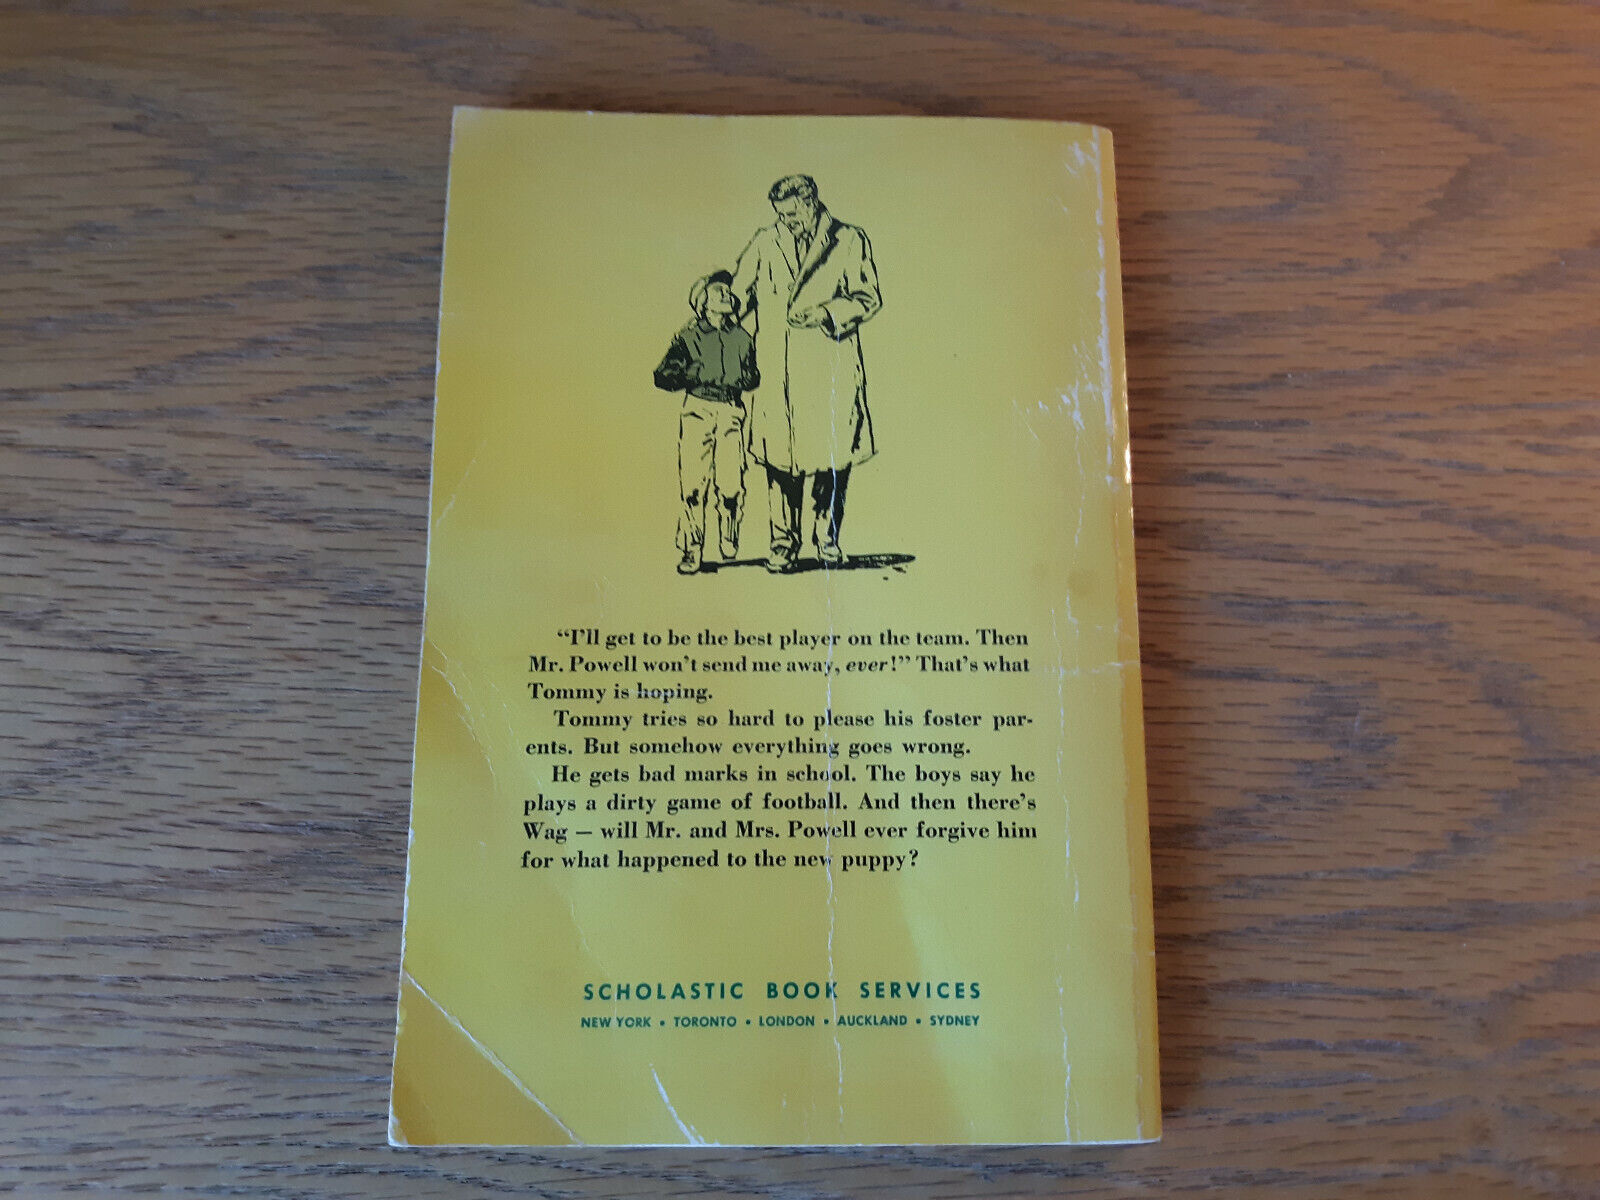 “I’ll get to be the best player on the team. Then
Mr. Powell won’t send me away, ever!” That’s what
Tommy is hoping.
Tommy tries so hard to please his foster par-
ents. But somehow everything goes wrong.
He gets bad marks in school. The boys say he
plays a dirty game of football. And then there’s
Wag — will Mr. and Mrs. Powell ever forgive him
for what happened to the new puppy?
SCHOLASTIC BOOK SERVICES
NEW YORK • TORONTO • LONDON • AUCKLAND • SYDNEY